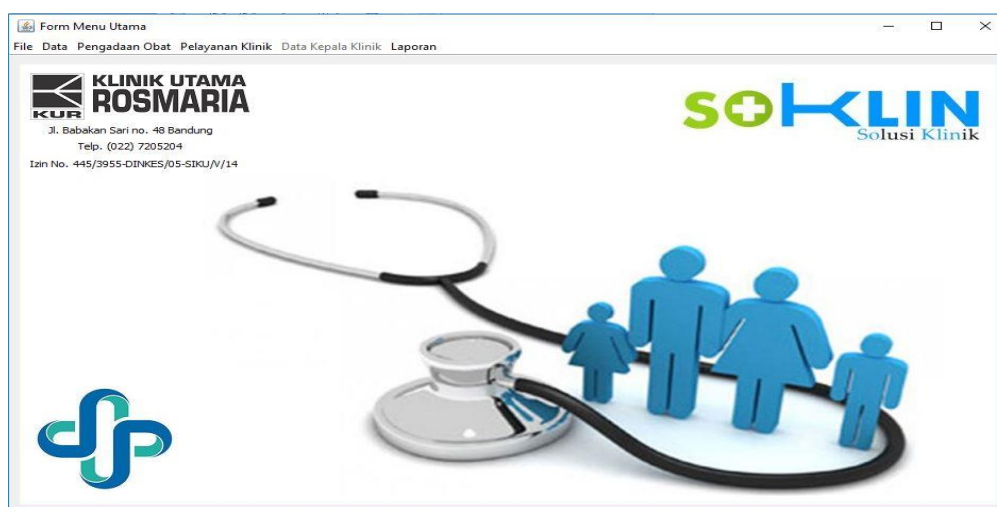 Form Menu Utama
File Data Pengadaan Obat Pelayanan Klinik Data Kepala Klinik Laporan
KLINIK UTAMA
ROSMARIA
KUR
Jl. Babakan Sari no. 48 Bandung
Telp. (022) 7205204
Izin No. 445/3955-DINKES/05-SIKU/V/14
SOKLIN
Solusi Klinik